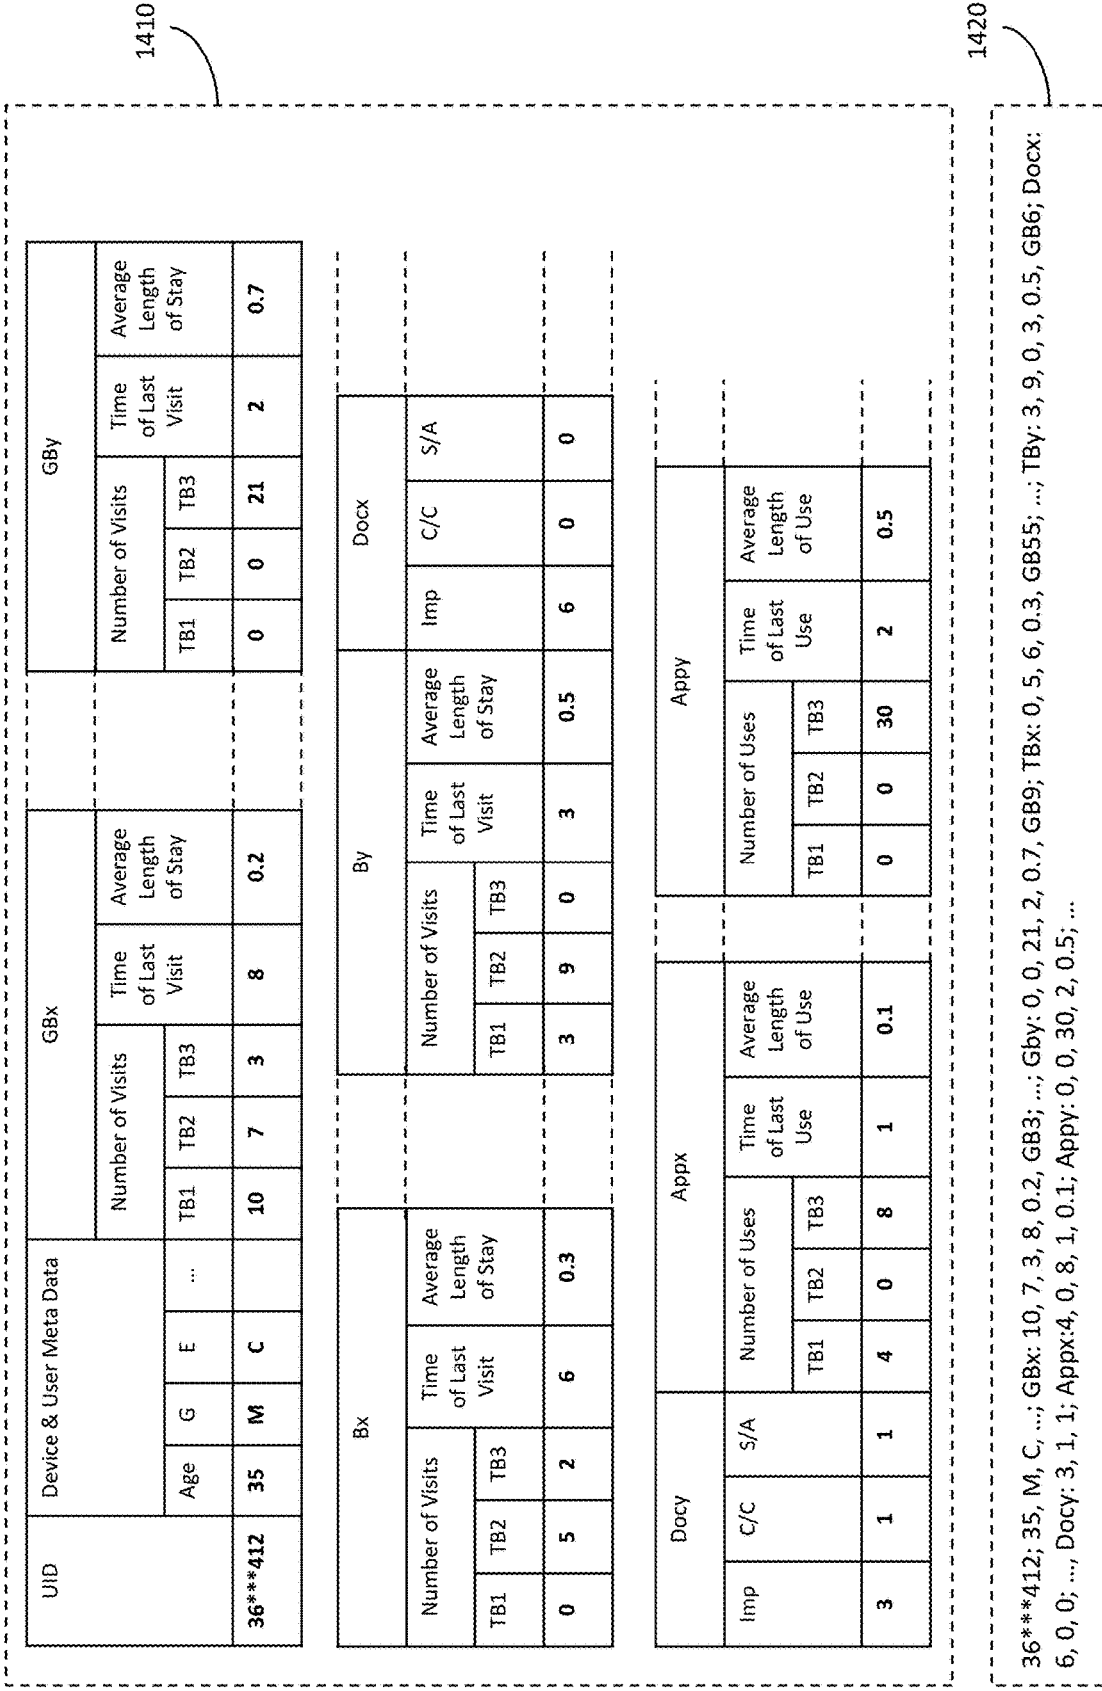 1410
UID Device & User Meta Data GBx GBy
Number of Visits Time of Last Visit Average Length of Stay Number of Visits Time of Last Visit Average Length of Stay
Age G E ... TB1 TB2 TB3 TB1 TB2 TB3
36***412 35 M C 10 7 3 8 0.2 0 0 21 2 0.7
Bx By Docx
Number of Visits Time of Last Visit Average Length of Stay Number of Visits Time of Last Visit Average Length of Stay Imp C/C S/A
TB1 TB2 TB3 TB1 TB2 TB3
0 5 2 6 0.3 3 9 0 3 0.5 6 0 0
Docy Appx Appy
Imp C/C S/A Number of Uses Time of Last Use Average Length of Use Number of Uses Time of Last Use Average Length of Use
TB1 TB2 TB3 TB1 TB2 TB3
3 1 1 4 0 8 1 0.1 0 0 30 2 0.5
1420
36***412; 35, M, C, ...; GBx: 10, 7, 3, 8, 0.2, GB3; ...; Gby: 0, 0, 21, 2, 0.7, GB9; TBx: 0, 5, 6, 0.3, GB55; ...; TBy: 3, 9, 0, 3, 0.5, GB6; Docx:
6, 0, 0; ..., Docy: 3, 1, 1; Appx:4, 0, 8, 1, 0.1; Appy: 0, 0, 30, 2, 0.5; ...